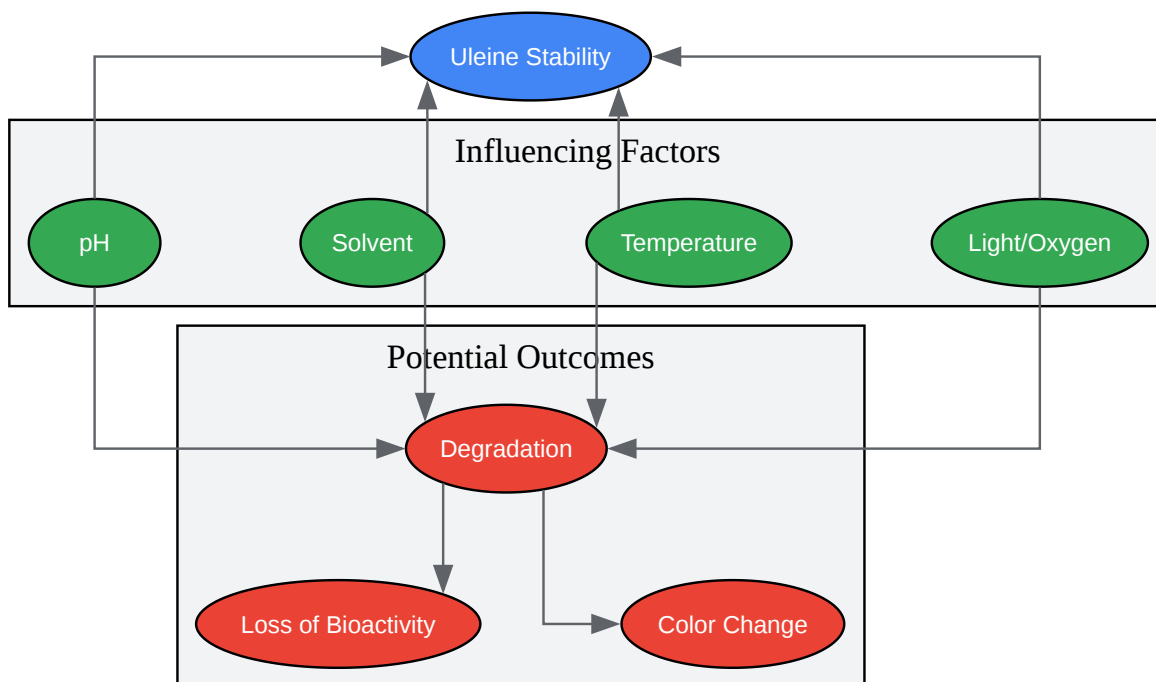 Uleine Stability
Influencing Factors
pH
Solvent
Temperature
Light/Oxygen
Potential Outcomes
Degradation
Loss of Bioactivity
Color Change